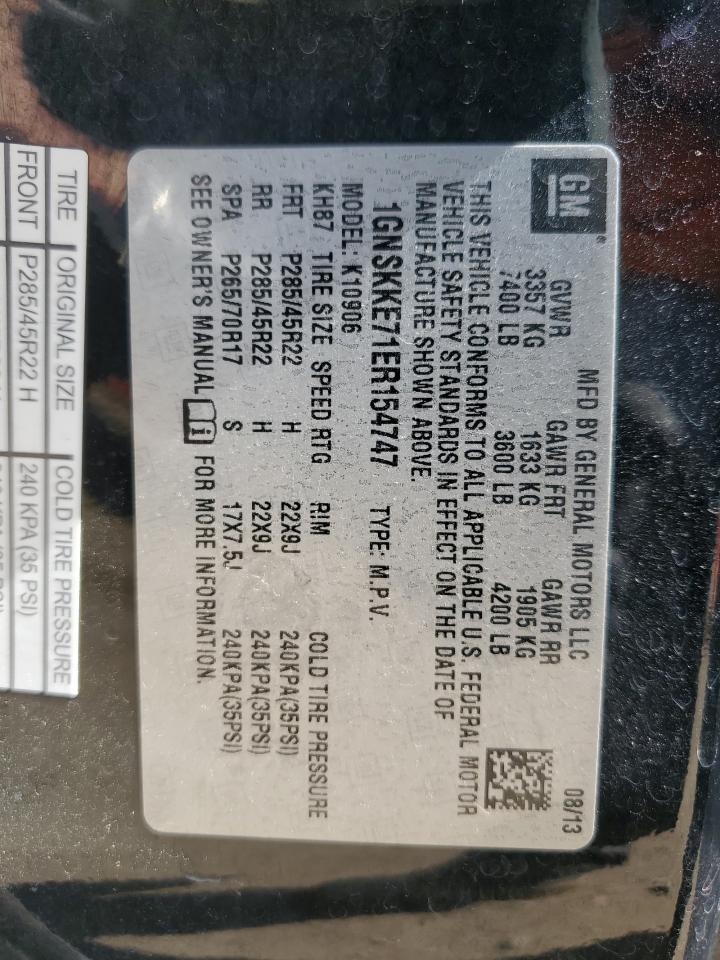 GM
MFD BY GENERAL MOTORS LLC 08/13
GVWR GAWR FRT GAWR RR
3357 KG 1633 KG 1905 KG
7400 LB 3600 LB 4200 LB
THIS VEHICLE CONFORMS TO ALL APPLICABLE U.S. FEDERAL MOTOR
VEHICLE SAFETY STANDARDS IN EFFECT ON THE DATE OF
MANUFACTURE SHOWN ABOVE.
1GNSKKE71ER154747 TYPE: M.P.V.
MODEL: K10906
KH87 TIRE SIZE SPEED RTG RIM COLD TIRE PRESSURE
FRT P285/45R22 H 22X9J 240KPA(35PSI)
RR P285/45R22 H 22X9J 240KPA(35PSI)
SPA P265/70R17 S 17X7.5J 240KPA(35PSI)
SEE OWNER'S MANUAL i FOR MORE INFORMATION.
TIRE ORIGINAL SIZE COLD TIRE PRESSURE
FRONT P285/45R22 H 240 KPA (35 PSI)